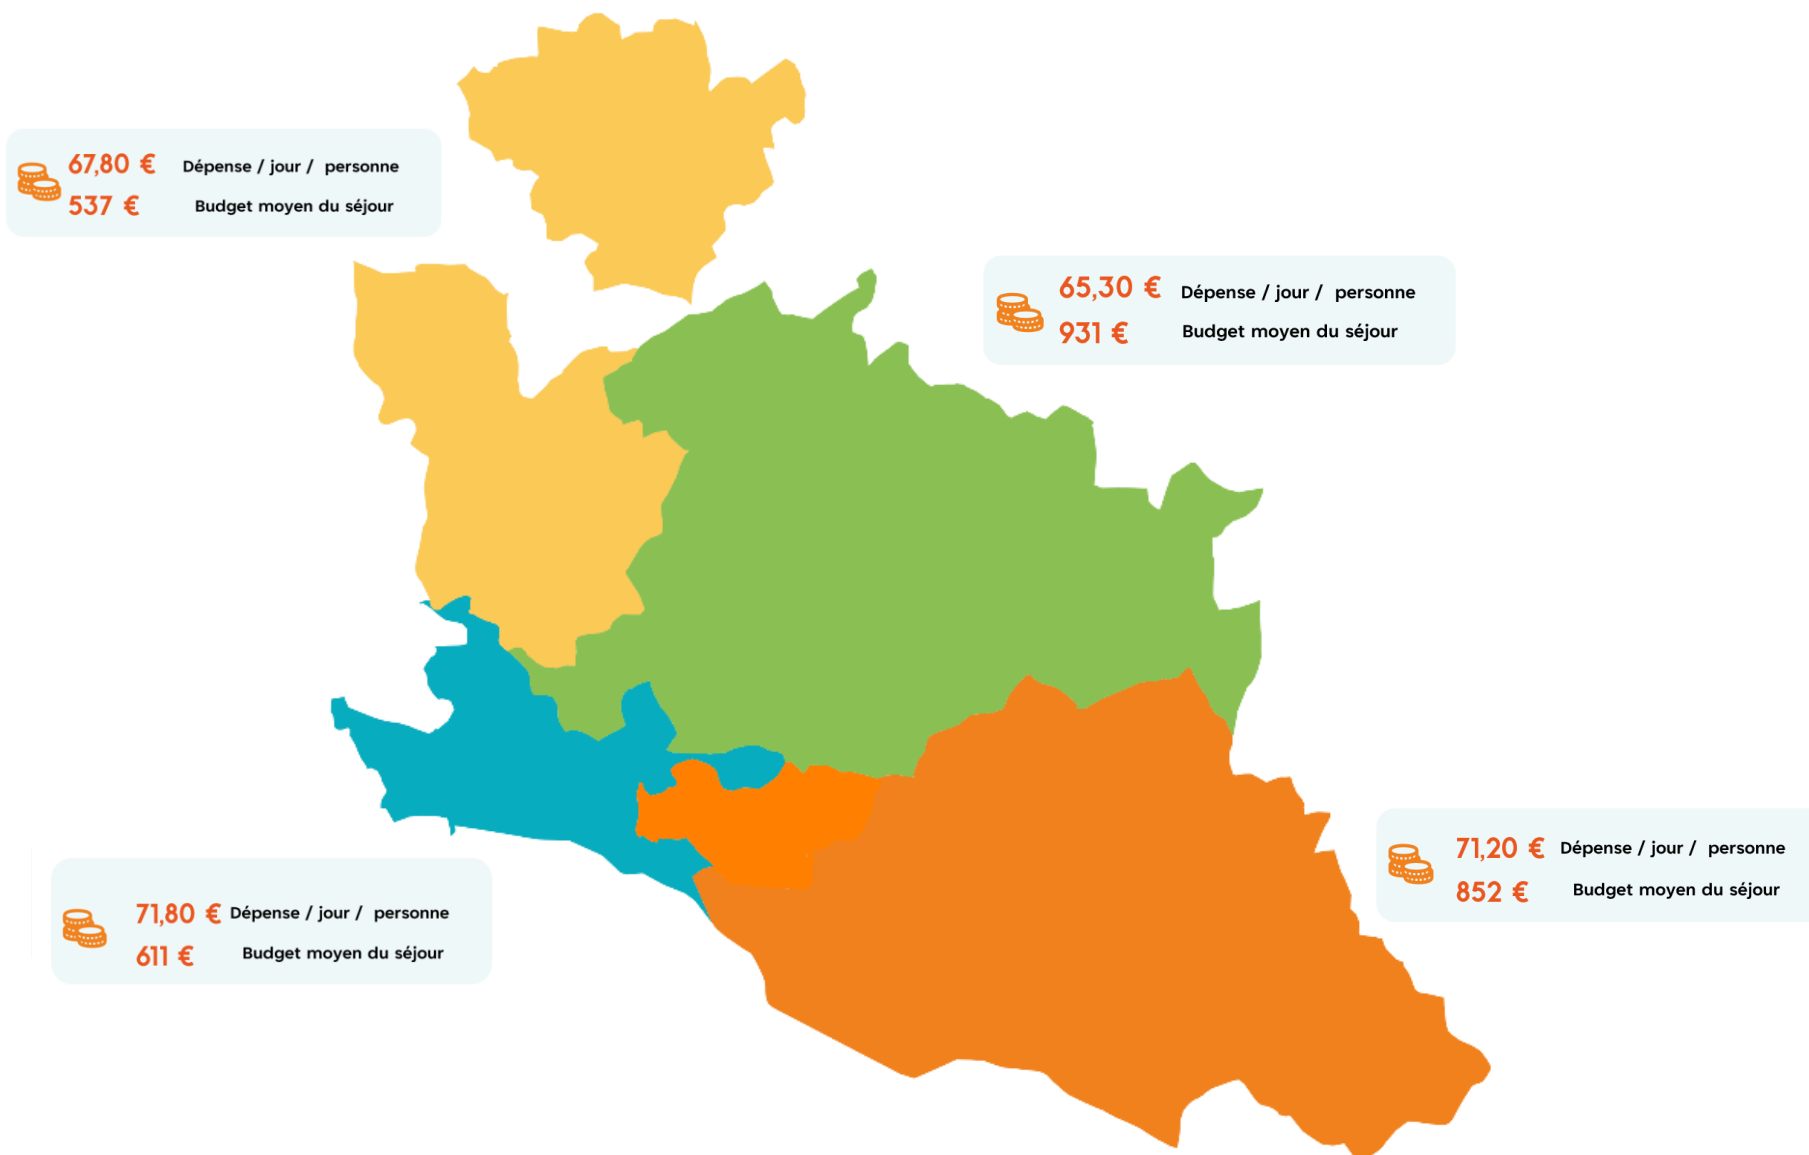 67,80 € Dépense / jour / personne
537 € Budget moyen du séjour
65,30 € Dépense / jour / personne
931 € Budget moyen du séjour
71,20 € Dépense / jour / personne
852 € Budget moyen du séjour
71,80 € Dépense / jour / personne
611 € Budget moyen du séjour